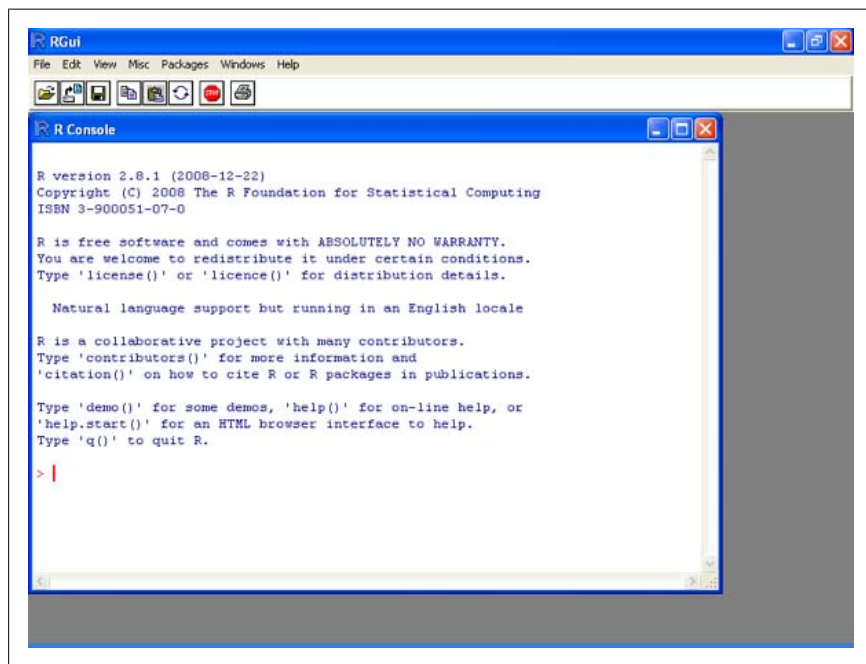 RGui
File Edit View Misc Packages Windows Help
STOP
R Console
R version 2.8.1 (2008-12-22)
Copyright (C) 2008 The R Foundation for Statistical Computing
ISBN 3-900051-07-0
R is free software and comes with ABSOLUTELY NO WARRANTY.
You are welcome to redistribute it under certain conditions.
Type 'license()' or 'licence()' for distribution details.
Natural language support but running in an English locale
R is a collaborative project with many contributors.
Type 'contributors()' for more information and
'citation()' on how to cite R or R packages in publications.
Type 'demo()' for some demos, 'help()' for on-line help, or
'help.start()' for an HTML browser interface to help.
Type 'q()' to quit R.
>